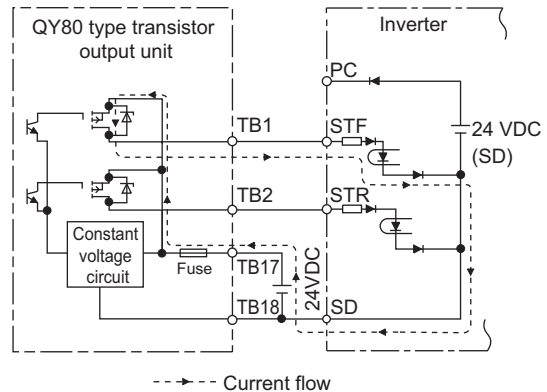 QY80 type transistor
output unit
Inverter
PC
TB1
STF
24 VDC
(SD)
TB2
STR
Constant
voltage
circuit
Fuse
TB17
24VDC
TB18
SD
Current flow